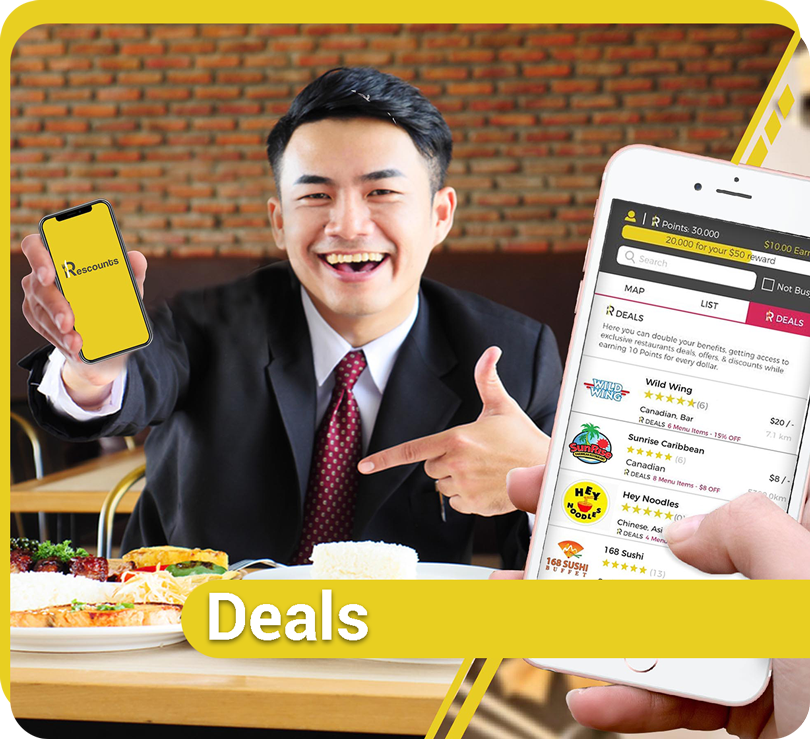 Rescounts
Points: 30,000
$10.00 Earn
20,000 for your $50 reward
Search
Not Bus
MAP
LIST
DEALS
DEALS
Here you can double your benefits, getting access to
exclusive restaurants deals, offers, & discounts while
earning 10 Points for every dollar.
WILD
WING
Wild Wing
(6)
Canadian, Bar
$20 /-
7.1 km
DEALS 6 Menu Items - 15% OFF
SunRise
Sunrise Caribbean
(6)
Canadian
$8 /-
DEALS 8 Menu Items - $8 OFF
HEY
NOODLES
Hey Noodles
Chinese, Asi
DEALS 4 Menu
168 SUSHI
BUFFET
168 Sushi
(13)
Deals